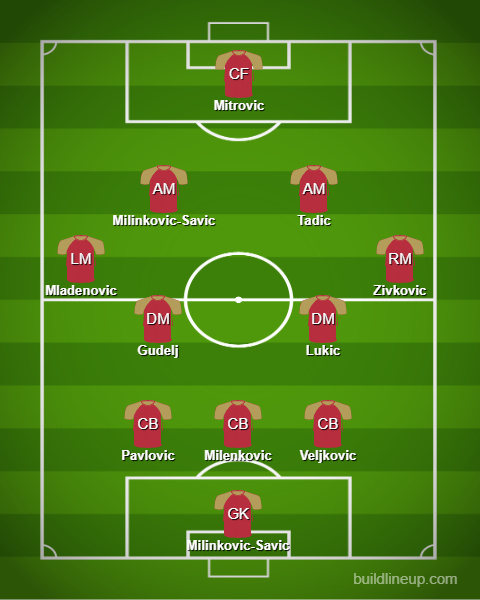 CF
Mitrovic
AM
AM
Milinkovic-Savic
Tadic
LM
RM
Mladenovic
Zivkovic
DM
DM
Gudelj
Lukic
CB
CB
CB
Pavlovic
Milenkovic
Veljkovic
GK
Milinkovic-Savic
buildlineup.com